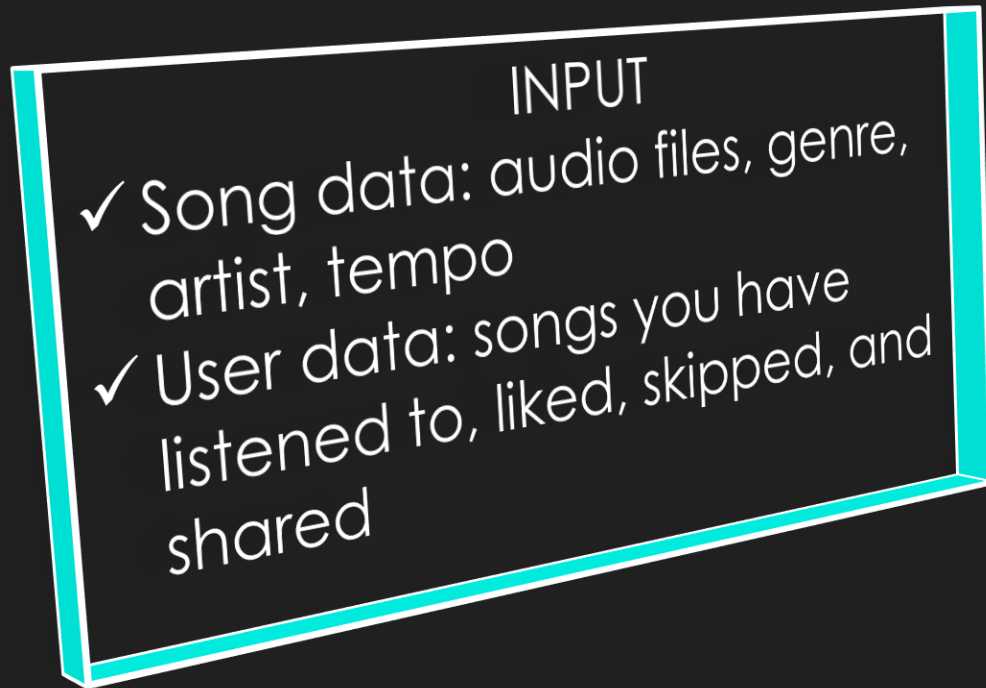 INPUT
✓ Song data: audio files, genre,
artist, tempo
✓ User data: songs you have
listened to, liked, skipped, and
shared